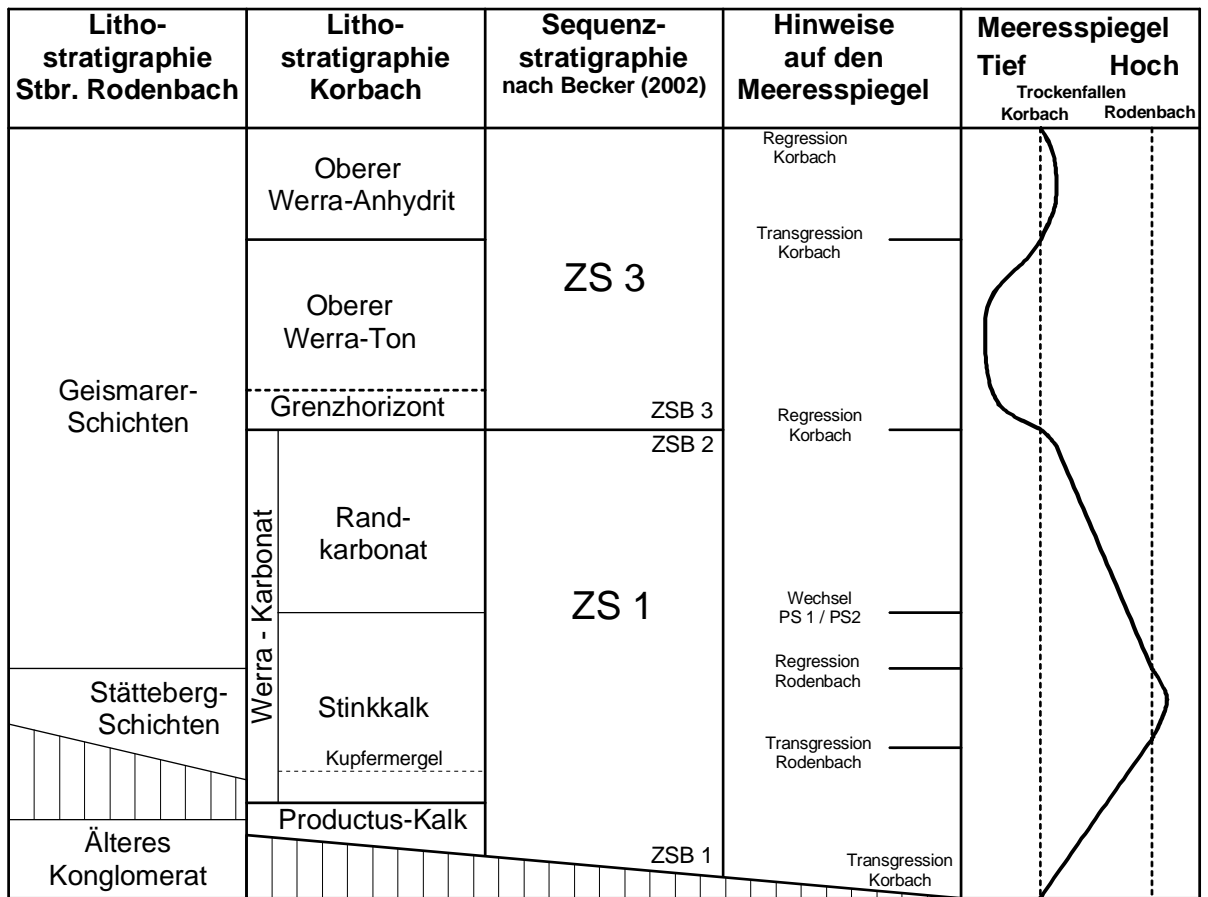 Litho-
stratigraphie
Stbr. Rodenbach
Litho-
stratigraphie
Korbach
Sequenz-
stratigraphie
nach Becker (2002)
Hinweise
auf den
Meeresspiegel
Meeresspiegel
Tief Hoch
Trockenfallen
Korbach Rodenbach
Geismarer-
Schichten
Stätteberg-
Schichten
Älteres
Konglomerat
Oberer
Werra-Anhydrit
Oberer
Werra-Ton
Grenzhorizont
Werra - Karbonat
Rand-
karbonat
Stinkkalk
Kupfermergel
Productus-Kalk
ZS 3
ZSB 3
ZSB 2
ZS 1
ZSB 1
Regression
Korbach
Transgression
Korbach
Regression
Korbach
Wechsel
PS 1 / PS2
Regression
Rodenbach
Transgression
Rodenbach
Transgression
Korbach